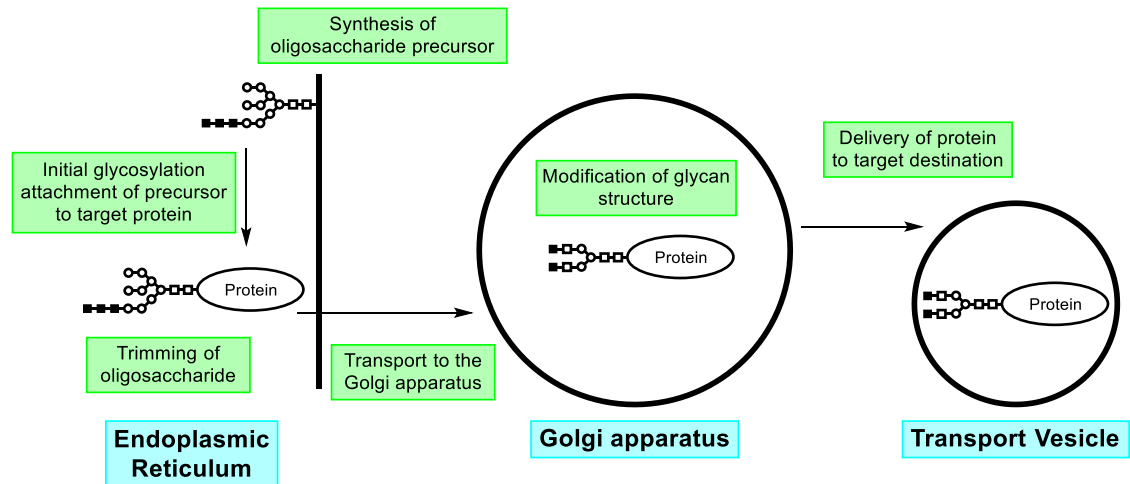 Synthesis of
oligosaccharide precursor
Initial glycosylation
attachment of precursor
to target protein
Protein
Trimming of
oligosaccharide
Transport to the
Golgi apparatus
Endoplasmic
Reticulum
Modification of glycan
structure
Protein
Golgi apparatus
Delivery of protein
to target destination
Protein
Transport Vesicle